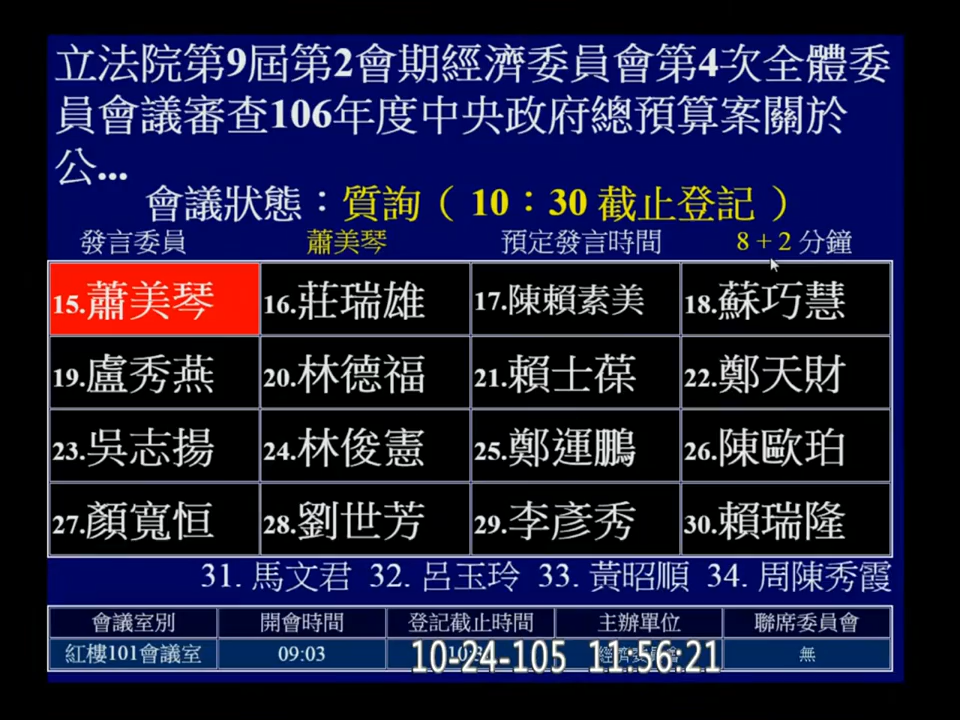 立法院第9屆第2會期經濟委員會第4次全體委
員會議審查106年度中央政府總預算案關於
公...
會議狀態：質詢（10：30 截止登記）
發言委員 蕭美琴 預定發言時間 8 + 2 分鐘
15.蕭美琴 16.莊瑞雄 17.陳賴素美 18.蘇巧慧
19.盧秀燕 20.林德福 21.賴士葆 22.鄭天財
23.吳志揚 24.林俊憲 25.鄭運鵬 26.陳歐珀
27.顏寬恒 28.劉世芳 29.李彥秀 30.賴瑞隆
31. 馬文君 32. 呂玉玲 33. 黃昭順 34. 周陳秀霞
會議室別 開會時間 登記截止時間 主辦單位 聯席委員會
紅樓101會議室 09:03 無
10-24-105 11:56:21